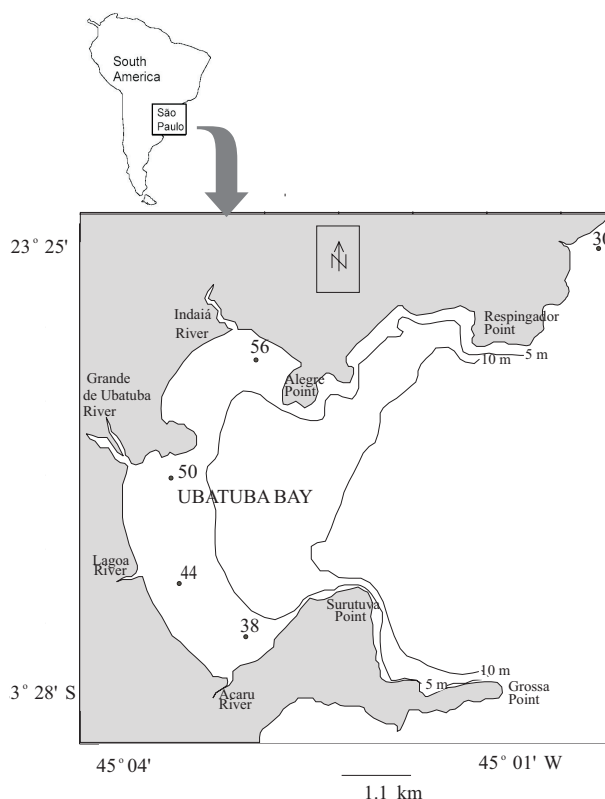 South
America
São
Paulo
23° 25'
30
N
Indaiá
River
Respingador
Point
56
10 m
5 m
Alegre
Point
Grande
de Ubatuba
River
50
UBATUBA BAY
Lagoa
River
44
Surutuva
Point
38
10 m
5 m
Grossa
Point
3° 28' S
Acaru
River
45° 04'
45° 01' W
1.1 km